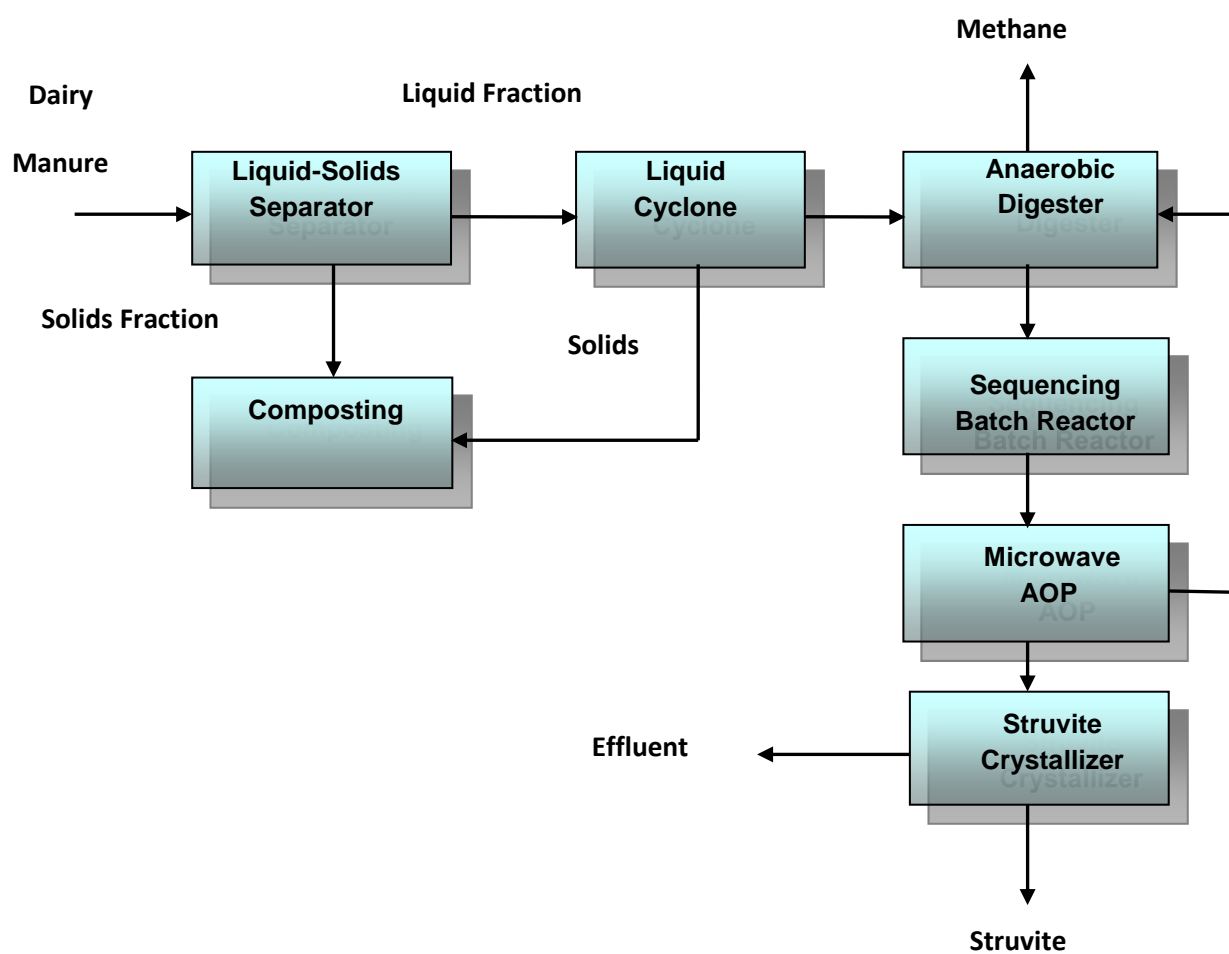 Methane
Dairy
Manure
Liquid Fraction
Liquid-Solids
Separator
Liquid
Cyclone
Anaerobic
Digester
Solids Fraction
Solids
Composting
Sequencing
Batch Reactor
Microwave
AOP
Struvite
Crystallizer
Effluent
Struvite